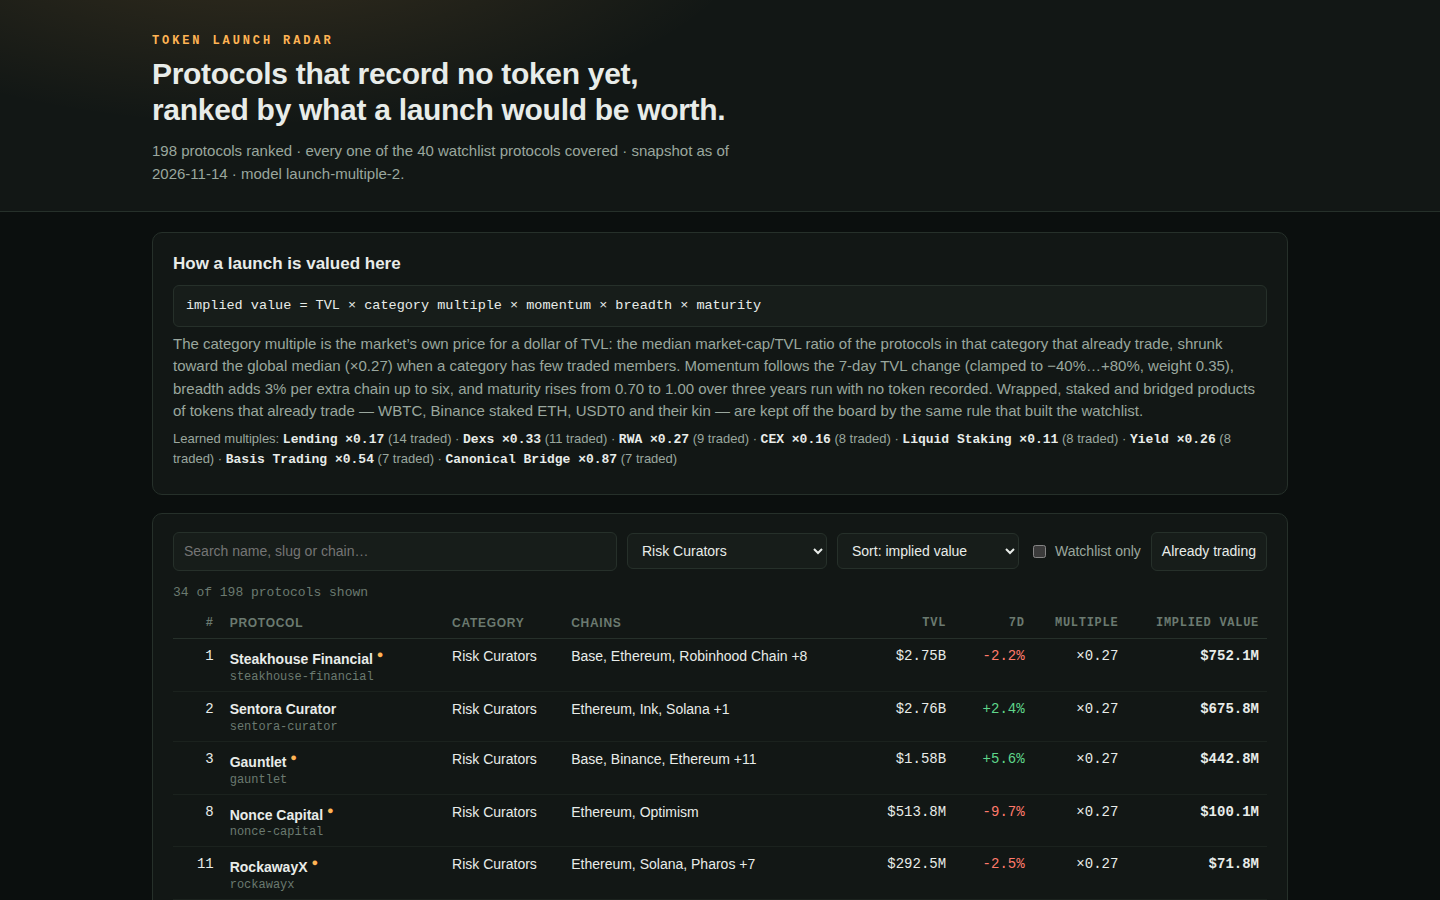 TOKEN LAUNCH RADAR
Protocols that record no token yet,
ranked by what a launch would be worth.
198 protocols ranked · every one of the 40 watchlist protocols covered · snapshot as of
2026-11-14 · model launch-multiple-2.
How a launch is valued here
implied value = TVL × category multiple × momentum × breadth × maturity
The category multiple is the market’s own price for a dollar of TVL: the median market-cap/TVL ratio of the protocols in that category that already trade, shrunk
toward the global median (×0.27) when a category has few traded members. Momentum follows the 7-day TVL change (clamped to −40%…+80%, weight 0.35),
breadth adds 3% per extra chain up to six, and maturity rises from 0.70 to 1.00 over three years run with no token recorded. Wrapped, staked and bridged products
of tokens that already trade — WBTC, Binance staked ETH, USDT0 and their kin — are kept off the board by the same rule that built the watchlist.
Learned multiples: Lending ×0.17 (14 traded) · Dexs ×0.33 (11 traded) · RWA ×0.27 (9 traded) · CEX ×0.16 (8 traded) · Liquid Staking ×0.11 (8 traded) · Yield ×0.26 (8
traded) · Basis Trading ×0.54 (7 traded) · Canonical Bridge ×0.87 (7 traded)
Search name, slug or chain… Risk Curators Sort: implied value Watchlist only Already trading
34 of 198 protocols shown
# PROTOCOL CATEGORY CHAINS TVL 7D MULTIPLE IMPLIED VALUE
1 Steakhouse Financial Risk Curators Base, Ethereum, Robinhood Chain +8 $2.75B -2.2% ×0.27 $752.1M
steakhouse-financial
2 Sentora Curator Risk Curators Ethereum, Ink, Solana +1 $2.76B +2.4% ×0.27 $675.8M
sentora-curator
3 Gauntlet Risk Curators Base, Binance, Ethereum +11 $1.58B +5.6% ×0.27 $442.8M
gauntlet
8 Nonce Capital Risk Curators Ethereum, Optimism $513.8M -9.7% ×0.27 $100.1M
nonce-capital
11 RockawayX Risk Curators Ethereum, Solana, Pharos +7 $292.5M -2.5% ×0.27 $71.8M
rockawayx